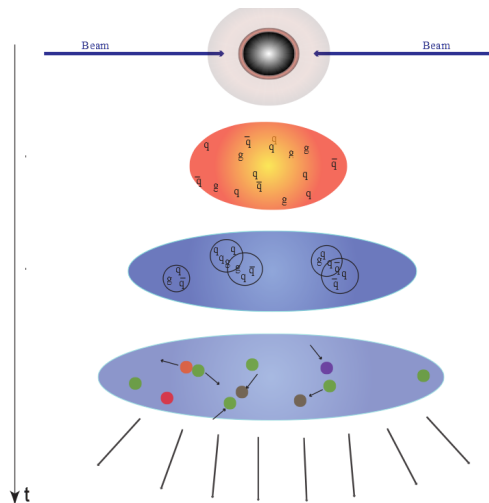 Beam Beam
q q̄ q
q g g g
q̄
q q
q̄ g q q̄ q
g
q q q
q g g q q̄
g q q̄ q
q g q̄ q̄
t